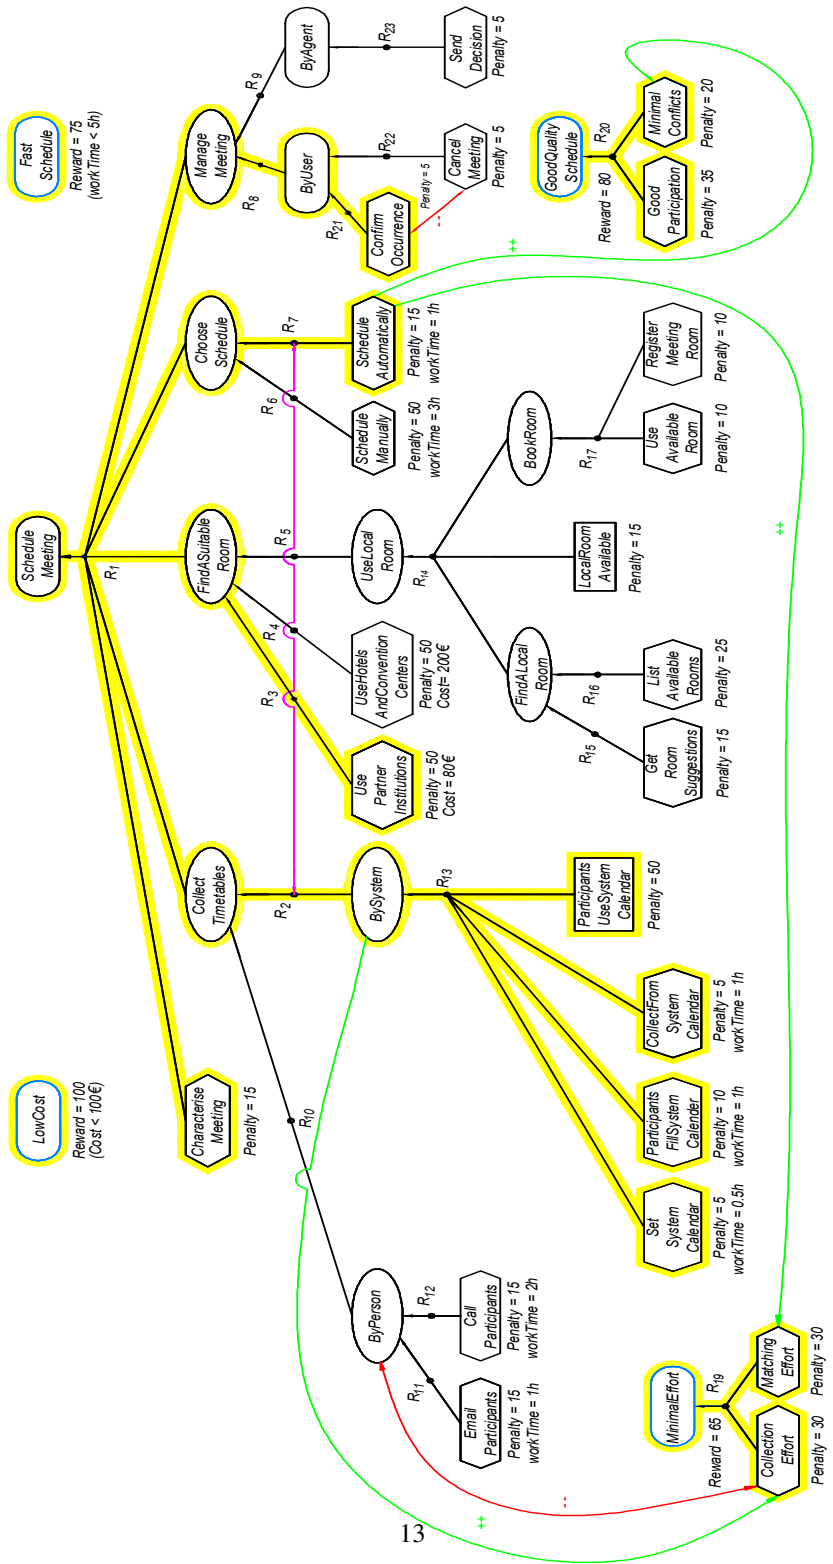 Schedule
Meeting
R1
LowCost
Reward = 100
(Cost < 100€)
Fast
Schedule
Reward = 75
(workTime < 5h)
Characterise
Meeting
Penalty = 15
Collect
Timetables
FindASuitable
Room
Choose
Schedule
Manage
Meeting
R10
R2
R3
R4
R5
R6
R7
R8
R9
ByPerson
BySystem
Use
Partner
Institutions
Penalty = 50
Cost = 80€
UseHotels
AndConvention
Centers
Penalty = 50
Cost= 200€
UseLocal
Room
Schedule
Manually
Penalty = 50
workTime = 3h
Schedule
Automatically
Penalty = 15
workTime = 1h
ByUser
ByAgent
R11
R12
R13
R14
R21
R22
R23
Penalty = 5
Confirm
Occurrence
Cancel
Meeting
Penalty = 5
Send
Decision
Penalty = 5
--
Email
Participants
Penalty = 15
workTime = 1h
Call
Participants
Penalty = 15
workTime = 2h
Participants
UseSystem
Calendar
Penalty = 50
FindALocal
Room
LocalRoom
Available
Penalty = 15
BookRoom
R15
R16
R17
Set
System
Calendar
Penalty = 5
workTime = 0.5h
Participants
FillSystem
Calender
Penalty = 10
workTime = 1h
CollectFrom
System
Calendar
Penalty = 5
workTime = 1h
Get
Room
Suggestions
Penalty = 15
List
Available
Rooms
Penalty = 25
Use
Available
Room
Penalty = 10
Register
Meeting
Room
Penalty = 10
GoodQuality
Schedule
Reward = 80
R20
Good
Participation
Penalty = 35
Minimal
Conflicts
Penalty = 20
MinimalEffort
Reward = 65
R19
Collection
Effort
Penalty = 30
Matching
Effort
Penalty = 30
++
++
++
--
13